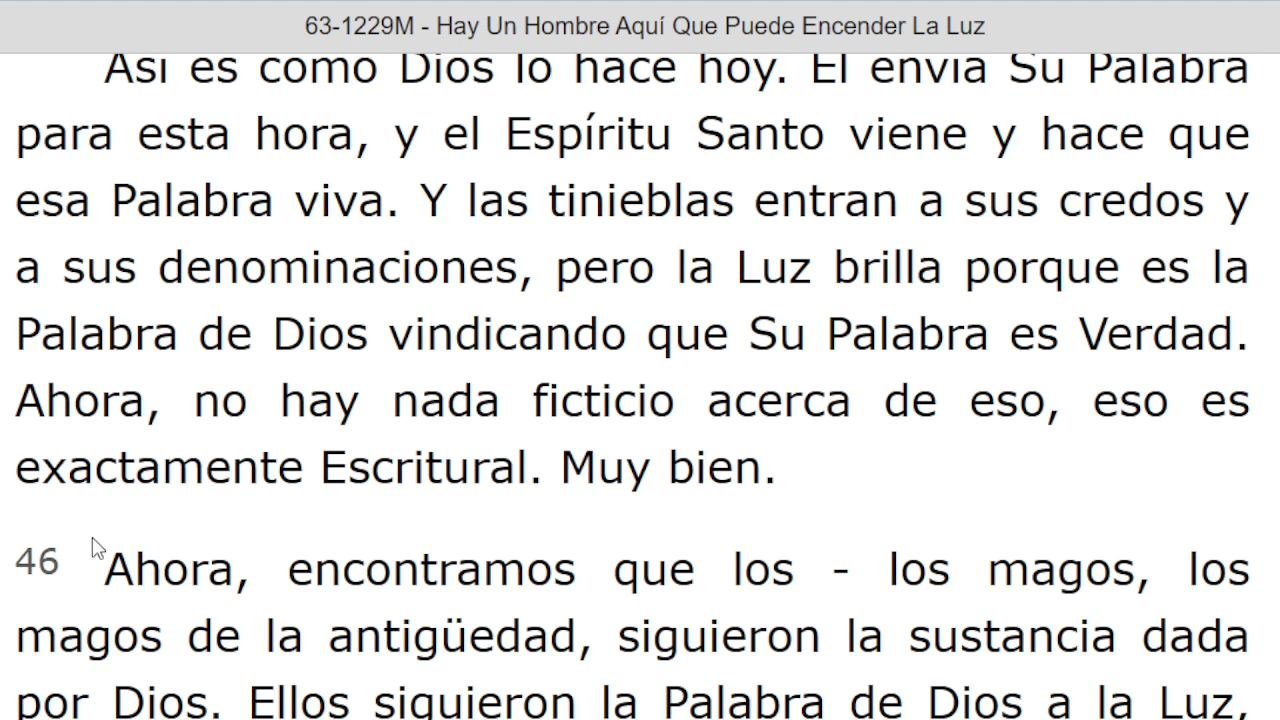 63-1229M - Hay Un Hombre Aquí Que Puede Encender La Luz
Así es como Dios lo hace hoy. Él envía Su Palabra
para esta hora, y el Espíritu Santo viene y hace que
esa Palabra viva. Y las tinieblas entran a sus credos y
a sus denominaciones, pero la Luz brilla porque es la
Palabra de Dios vindicando que Su Palabra es Verdad.
Ahora, no hay nada ficticio acerca de eso, eso es
exactamente Escritural. Muy bien.
46 Ahora, encontramos que los - los magos, los
magos de la antigüedad, siguieron la sustancia dada
por Dios. Ellos siguieron la Palabra de Dios a la Luz,